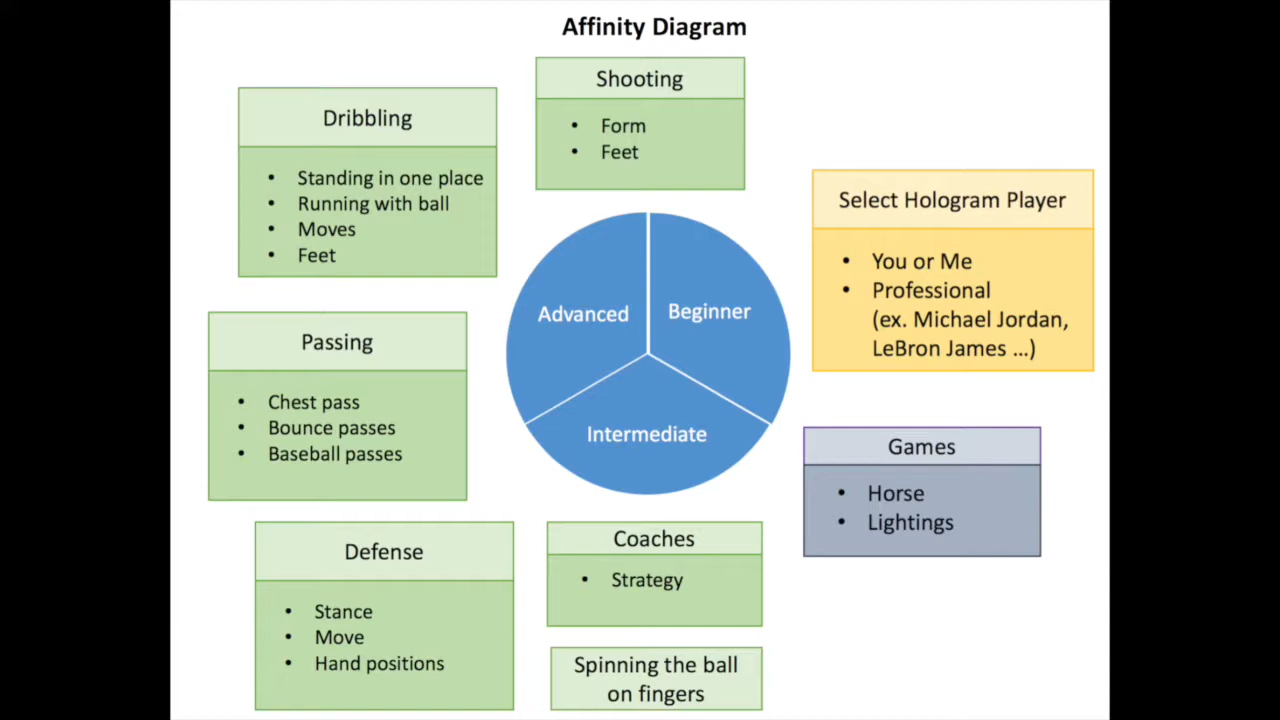 Affinity Diagram
Shooting
• Form
• Feet
Dribbling
• Standing in one place
• Running with ball
• Moves
• Feet
Select Hologram Player
• You or Me
• Professional
(ex. Michael Jordan,
LeBron James ...)
Advanced
Beginner
Intermediate
Passing
• Chest pass
• Bounce passes
• Baseball passes
Games
• Horse
• Lightings
Defense
• Stance
• Move
• Hand positions
Coaches
• Strategy
Spinning the ball
on fingers